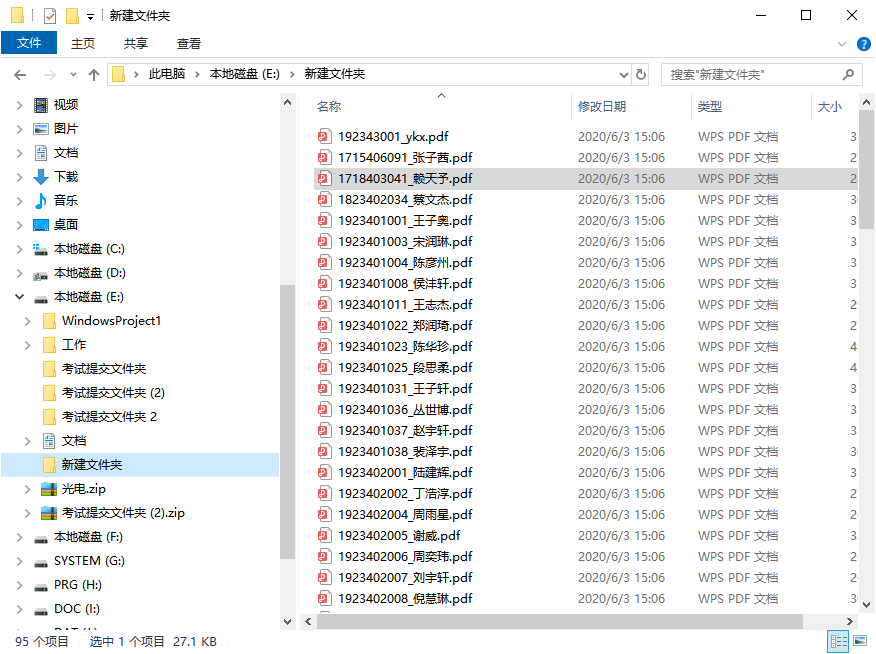 新建文件夹
文件 主页 共享 查看
此电脑 本地磁盘 (E:) 新建文件夹 搜索"新建文件夹"
视频
图片
文档
下载
音乐
桌面
本地磁盘 (C:)
本地磁盘 (D:)
本地磁盘 (E:)
WindowsProject1
工作
考试提交文件夹
考试提交文件夹 (2)
考试提交文件夹 2
文档
新建文件夹
光电.zip
考试提交文件夹 (2).zip
本地磁盘 (F:)
SYSTEM (G:)
PRG (H:)
DOC (I:)
名称 修改日期 类型 大小
192343001_ykx.pdf 2020/6/3 15:06 WPS PDF 文档 3
1715406091_张子茜.pdf 2020/6/3 15:06 WPS PDF 文档 2
1718403041_赖天予.pdf 2020/6/3 15:06 WPS PDF 文档 2
1823402034_蔡文杰.pdf 2020/6/3 15:06 WPS PDF 文档 3
1923401001_王子奥.pdf 2020/6/3 15:06 WPS PDF 文档 3
1923401003_宋润琳.pdf 2020/6/3 15:06 WPS PDF 文档 3
1923401004_陈彦州.pdf 2020/6/3 15:06 WPS PDF 文档 3
1923401008_侯沣轩.pdf 2020/6/3 15:06 WPS PDF 文档 3
1923401011_王志杰.pdf 2020/6/3 15:06 WPS PDF 文档 2
1923401022_郑润琦.pdf 2020/6/3 15:06 WPS PDF 文档 2
1923401023_陈华珍.pdf 2020/6/3 15:06 WPS PDF 文档 4
1923401025_段思柔.pdf 2020/6/3 15:06 WPS PDF 文档 4
1923401031_王子轩.pdf 2020/6/3 15:06 WPS PDF 文档 3
1923401036_丛世博.pdf 2020/6/3 15:06 WPS PDF 文档 3
1923401037_赵宇轩.pdf 2020/6/3 15:06 WPS PDF 文档 3
1923401038_裴泽宇.pdf 2020/6/3 15:06 WPS PDF 文档 3
1923402001_陆建辉.pdf 2020/6/3 15:06 WPS PDF 文档 3
1923402002_丁浩淳.pdf 2020/6/3 15:06 WPS PDF 文档 2
1923402004_周雨星.pdf 2020/6/3 15:06 WPS PDF 文档 2
1923402005_谢威.pdf 2020/6/3 15:06 WPS PDF 文档 3
1923402006_周奕玮.pdf 2020/6/3 15:06 WPS PDF 文档 2
1923402007_刘宇轩.pdf 2020/6/3 15:06 WPS PDF 文档 2
1923402008_倪慧琳.pdf 2020/6/3 15:06 WPS PDF 文档 3
95 个项目 选中 1 个项目 27.1 KB